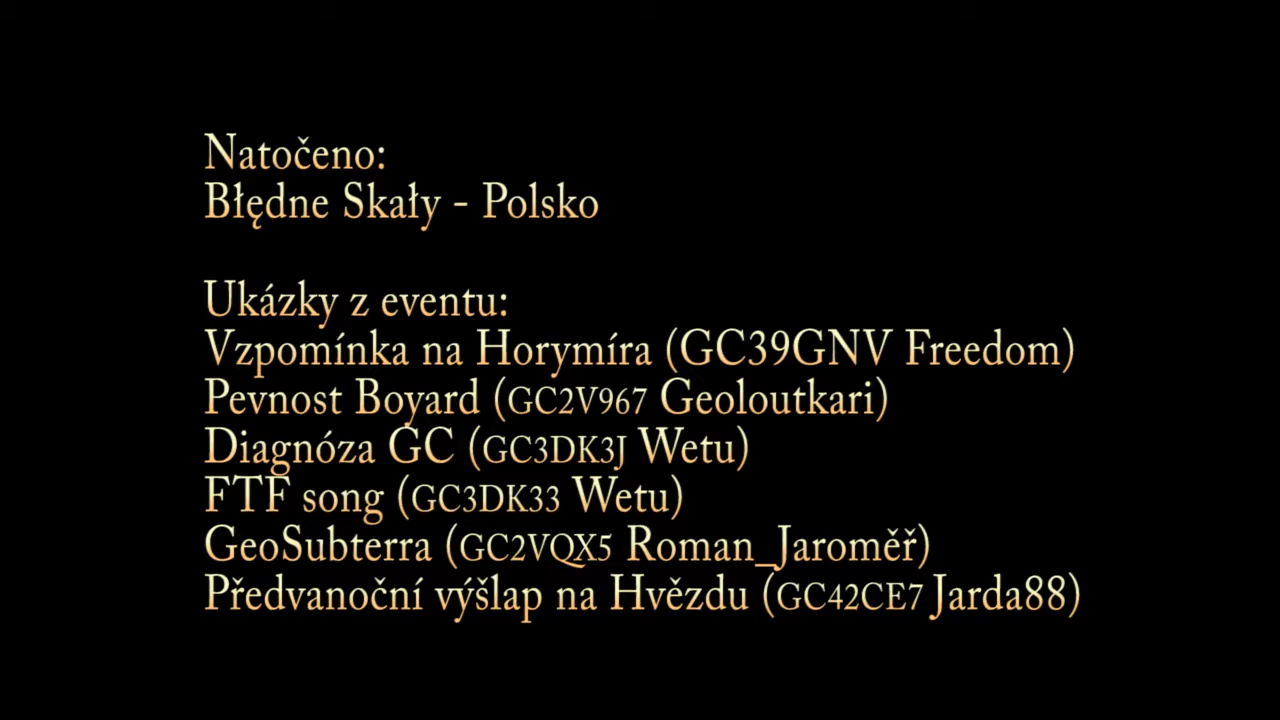 Natočeno:
Błędne Skały - Polsko
Ukázky z eventu:
Vzpomínka na Horymíra (GC39GNV Freedom)
Pevnost Boyard (GC2V967 Geoloutkari)
Diagnóza GC (GC3DK3J Wetu)
FTF song (GC3DK33 Wetu)
GeoSubterra (GC2VQX5 Roman_Jaroměř)
Předvanoční výšlap na Hvězdu (GC42CE7 Jarda88)